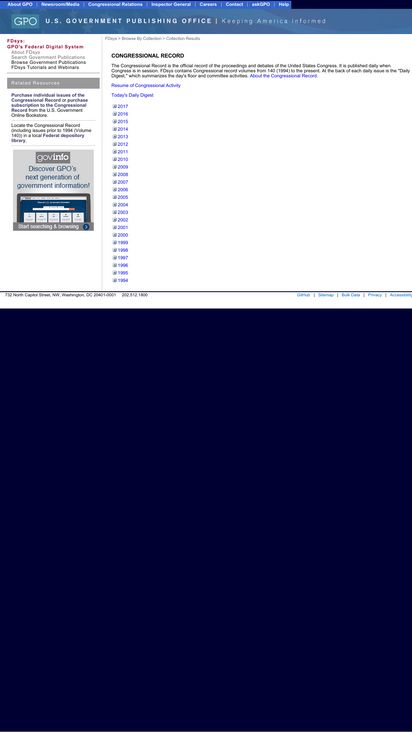 About GPO | Newsroom/Media | Congressional Relations | Inspector General | Careers | Contact | askGPO | Help
GPO U.S. GOVERNMENT PUBLISHING OFFICE | Keeping America Informed
FDsys:
GPO's Federal Digital System
About FDsys
Search Government Publications
Browse Government Publications
FDsys Tutorials and Webinars
Related Resources
Purchase individual issues of the
Congressional Record or purchase
subscription to the Congressional
Record from the U.S. Government
Online Bookstore.
Locate the Congressional Record
(including issues prior to 1994 (Volume
140)) in a local Federal depository
library.
govinfo
Discover GPO's
next generation of
government information!
Start searching & browsing
FDsys > Browse By Collection > Collection Results
CONGRESSIONAL RECORD
The Congressional Record is the official record of the proceedings and debates of the United States Congress. It is published daily when
Congress is in session. FDsys contains Congressional record volumes from 140 (1994) to the present. At the back of each daily issue is the "Daily
Digest," which summarizes the day's floor and committee activities. About the Congressional Record.
Resume of Congressional Activity
Today's Daily Digest
2017
2016
2015
2014
2013
2012
2011
2010
2009
2008
2007
2006
2005
2004
2003
2002
2001
2000
1999
1998
1997
1996
1995
1994
732 North Capitol Street, NW, Washington, DC 20401-0001 202.512.1800
GitHub | Sitemap | Bulk Data | Privacy | Accessibility